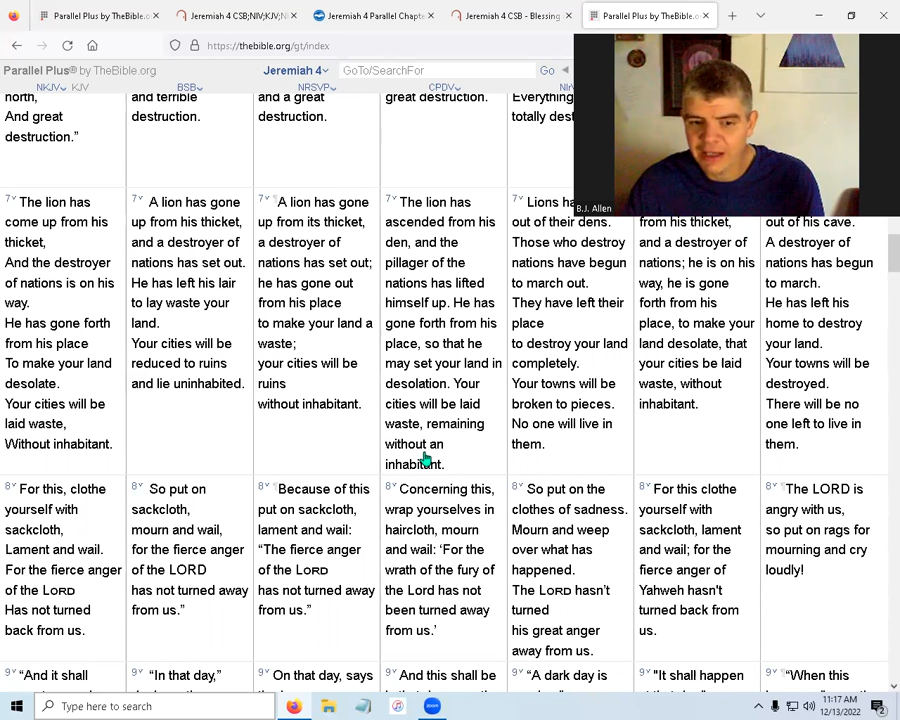 Parallel Plus by TheBible.o
Jeremiah 4 CSB;NIV;KJV;N
Jeremiah 4 Parallel Chapte
Jeremiah 4 CSB - Blessing
Parallel Plus by TheBible.o
https://thebible.org/gt/index
Parallel Plus® by TheBible.org
Jeremiah 4
GoTo/SearchFor
Go
NKJV KJV
BSB
NRSVP
CPDV
north,
And great
destruction.”
and terrible
destruction.
and a great
destruction.
great destruction.
Everything
totally dest
B.J. Allen
7 The lion has
come up from his
thicket,
And the destroyer
of nations is on his
way.
He has gone forth
from his place
To make your land
desolate.
Your cities will be
laid waste,
Without inhabitant.
7 A lion has gone
up from his thicket,
and a destroyer of
nations has set out.
He has left his lair
to lay waste your
land.
Your cities will be
reduced to ruins
and lie uninhabited.
7 ¶A lion has gone
up from its thicket,
a destroyer of
nations has set out;
he has gone out
from his place
to make your land a
waste;
your cities will be
ruins
without inhabitant.
7 The lion has
ascended from his
den, and the
pillager of the
nations has lifted
himself up. He has
gone forth from his
place, so that he
may set your land in
desolation. Your
cities will be laid
waste, remaining
without an
inhabitant.
7 Lions ha
out of their dens.
Those who destroy
nations have begun
to march out.
They have left their
place
to destroy your land
completely.
Your towns will be
broken to pieces.
No one will live in
them.
from his thicket,
and a destroyer of
nations; he is on his
way, he is gone
forth from his
place, to make your
land desolate, that
your cities be laid
waste, without
inhabitant.
out of his cave.
A destroyer of
nations has begun
to march.
He has left his
home to destroy
your land.
Your towns will be
destroyed.
There will be no
one left to live in
them.
8 For this, clothe
yourself with
sackcloth,
Lament and wail.
For the fierce anger
of the LORD
Has not turned
back from us.
8 So put on
sackcloth,
mourn and wail,
for the fierce anger
of the LORD
has not turned away
from us.”
8 ¶Because of this
put on sackcloth,
lament and wail:
“The fierce anger
of the LORD
has not turned away
from us.”
8 ¶Concerning this,
wrap yourselves in
haircloth, mourn
and wail: ‘For the
wrath of the fury of
the Lord has not
been turned away
from us.’
8 So put on the
clothes of sadness.
Mourn and weep
over what has
happened.
The LORD hasn’t
turned
his great anger
away from us.
8 For this clothe
yourself with
sackcloth, lament
and wail; for the
fierce anger of
Yahweh hasn't
turned back from
us.
8 ¶The LORD is
angry with us,
so put on rags for
mourning and cry
loudly!
9 “And it shall
9 “In that day,”
9 On that day, says
9 ¶And this shall be
9 “A dark day is
9 "It shall happen
9 “When this
Type here to search
11:17 AM
12/13/2022
2